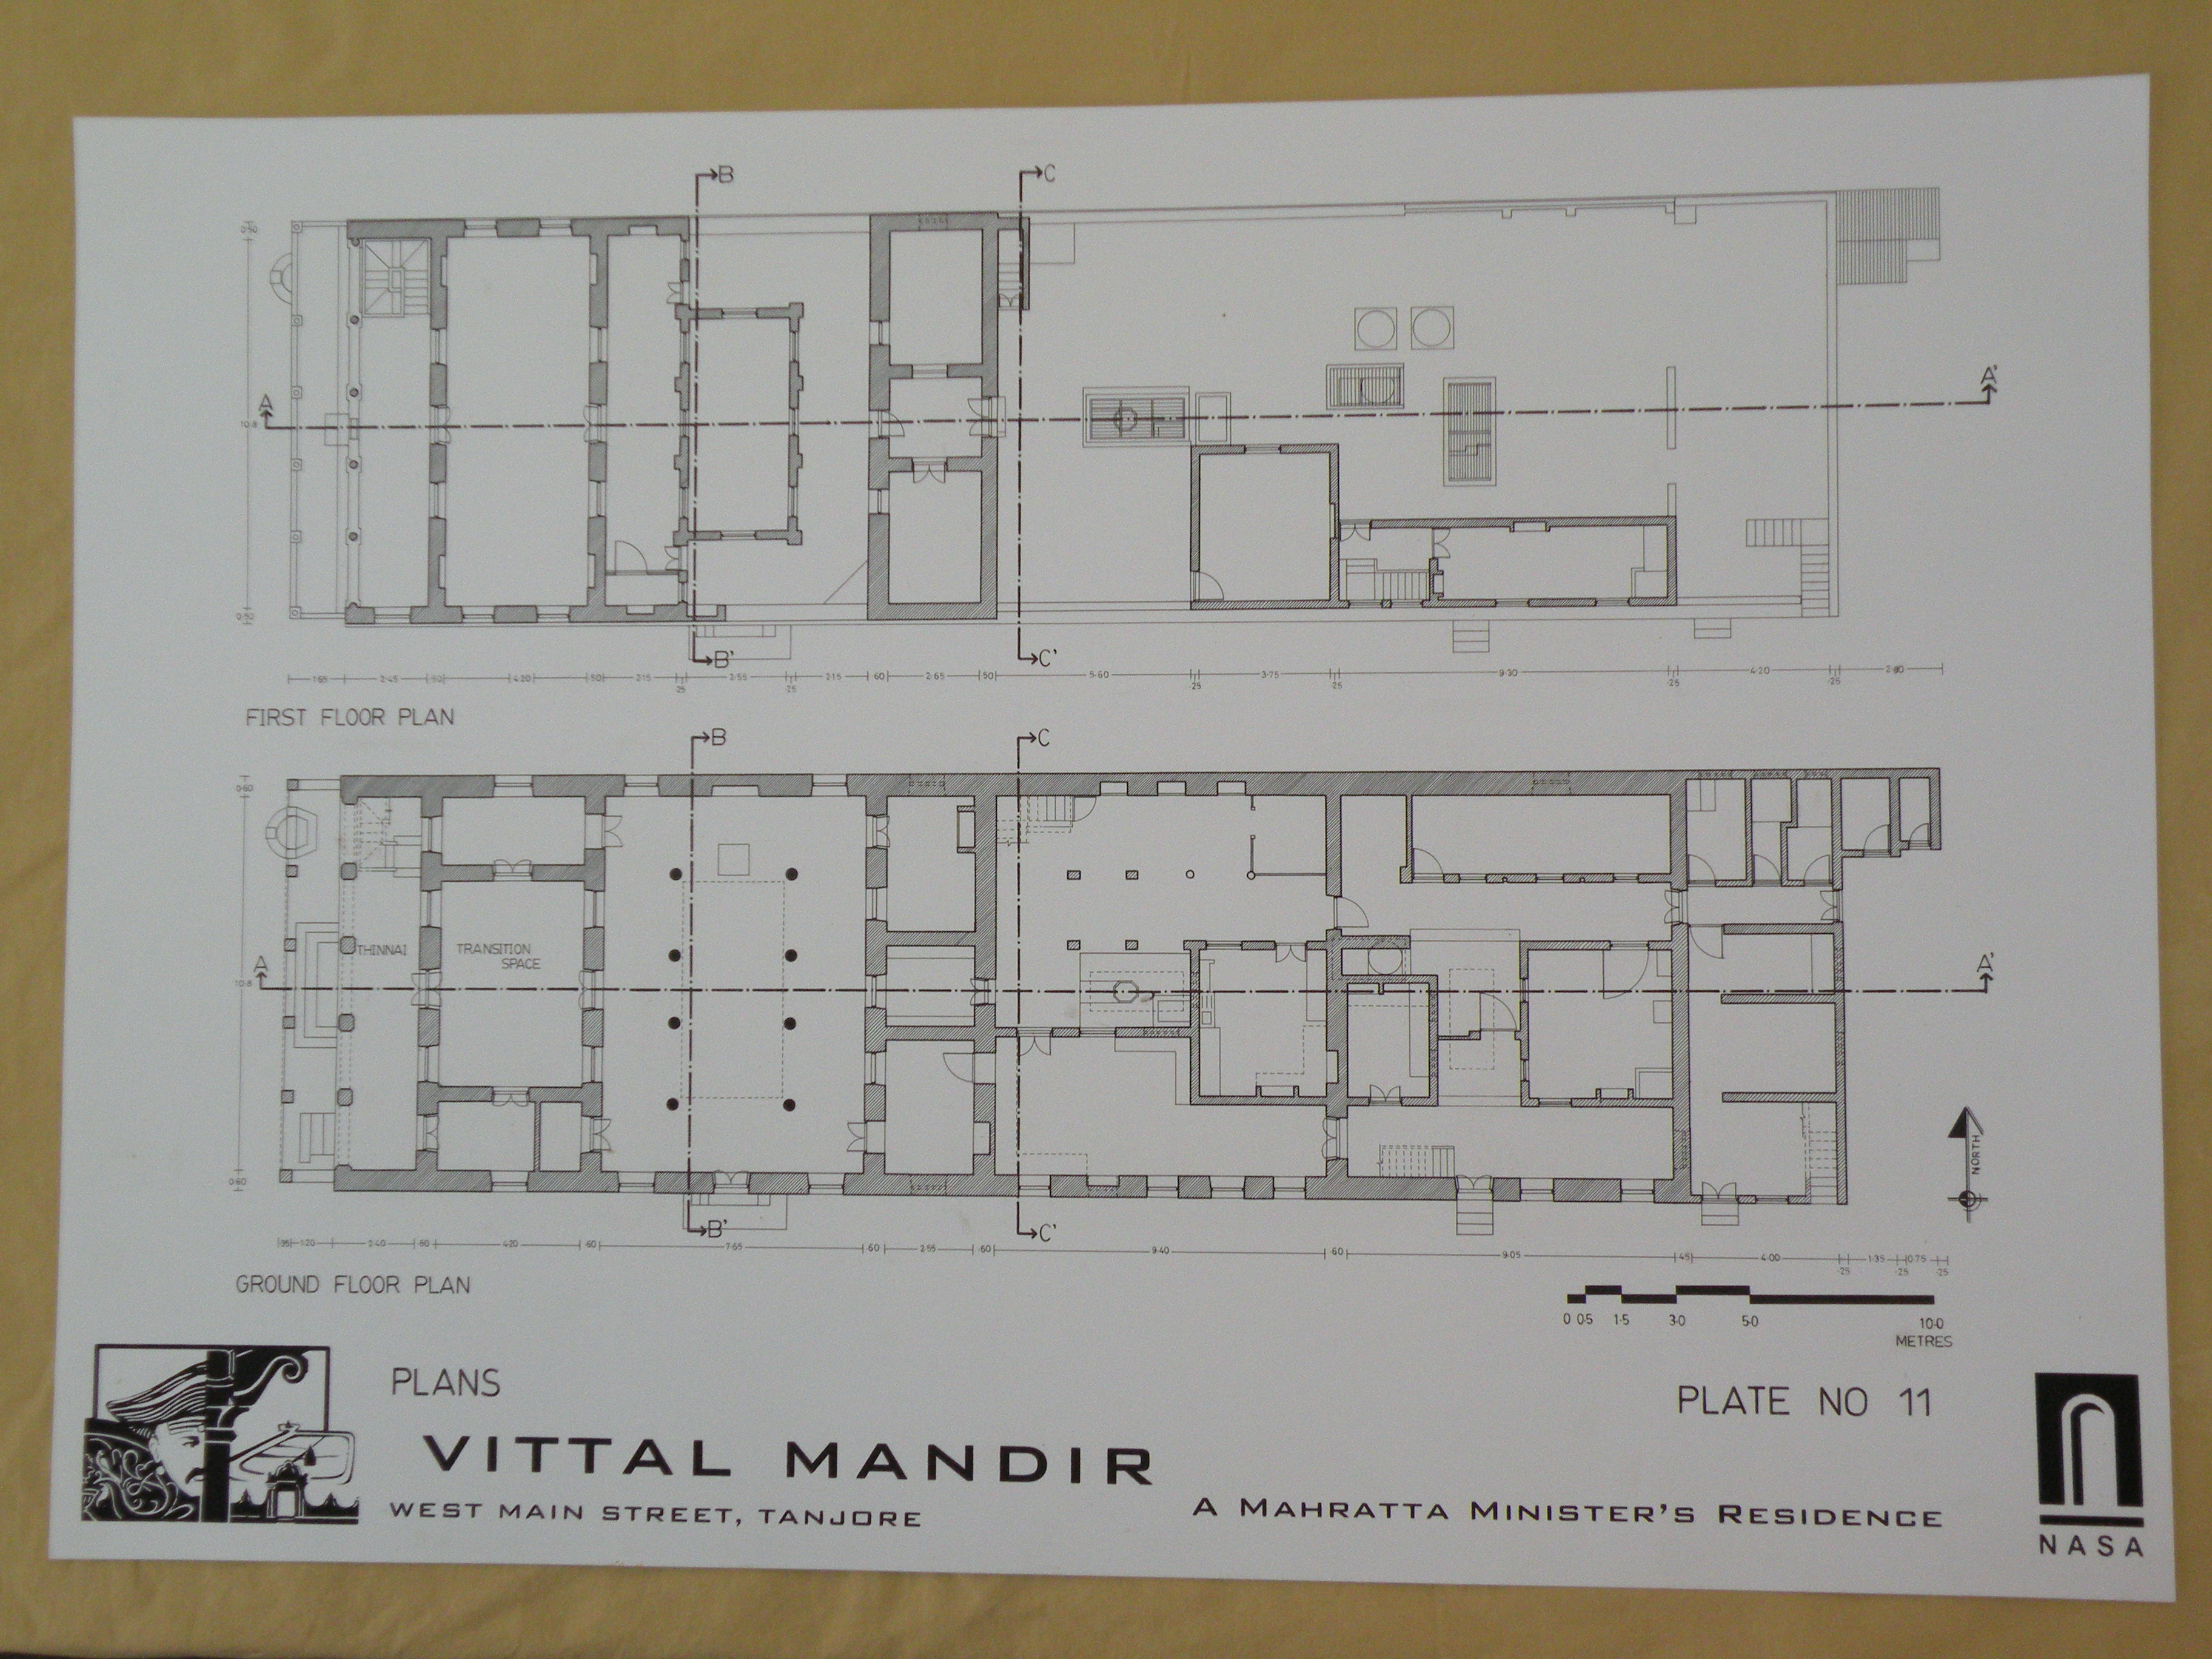 B
C
0·70
A
A'
10·8
0·70
B'
C'
1·65 2·45 ·50 4·20 ·50 2·15 ·25 2·55 ·25 2·15 ·60 2·65 ·50 5·60 ·25 3·75 ·25 9·30 ·25 4·20 ·25 2·80
FIRST FLOOR PLAN
B
C
0·60
THINNAI
TRANSITION
SPACE
A
A'
10·8
NORTH
0·60
B'
C'
1·20 2·40 ·50 4·20 ·60 7·65 ·60 2·55 ·60 9·40 ·60 9·05 ·45 4·00 ·25 1·35 ·25 0·75 ·25
GROUND FLOOR PLAN
0 0·5 1·5 3·0 5·0 10·0
METRES
PLANS
PLATE NO 11
VITTAL MANDIR
WEST MAIN STREET, TANJORE
A MAHRATTA MINISTER'S RESIDENCE
NASA